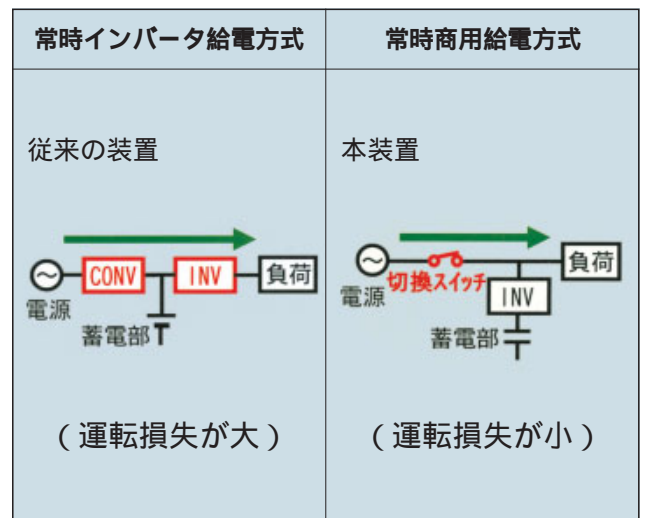 常時インバータ給電方式
常時商用給電方式
従来の装置
CONV
INV
負荷
電源
蓄電部
（運転損失が大）
本装置
負荷
電源
切換スイッチ
INV
蓄電部
（運転損失が小）